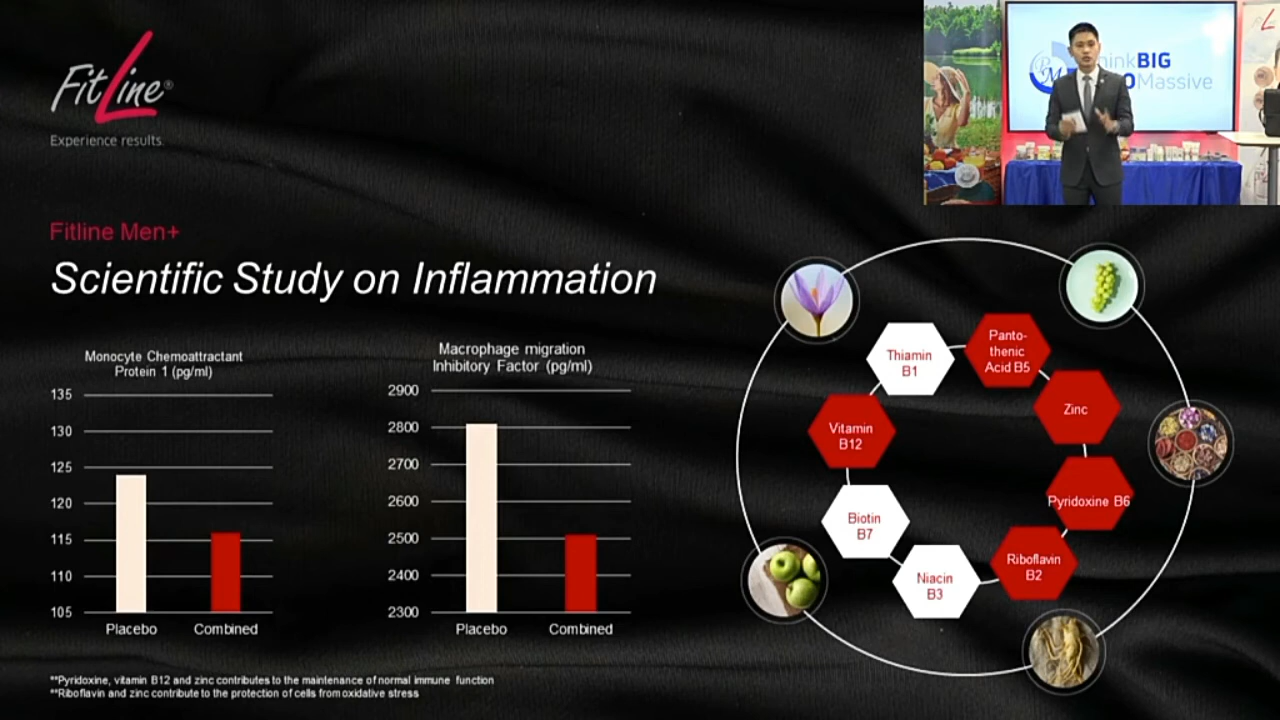 FitLine®
Experience results.
Fitline Men+
Scientific Study on Inflammation
Monocyte Chemoattractant
Protein 1 (pg/ml)
135
130
125
120
115
110
105
Placebo
Combined
Macrophage migration
Inhibitory Factor (pg/ml)
2900
2800
2700
2600
2500
2400
2300
Placebo
Combined
Thiamin
B1
Panto-
thenic
Acid B5
Zinc
Pyridoxine B6
Riboflavin
B2
Niacin
B3
Biotin
B7
Vitamin
B12
**Pyridoxine, vitamin B12 and zinc contributes to the maintenance of normal immune function
**Riboflavin and zinc contribute to the protection of cells from oxidative stress
PM
BIG
Massive